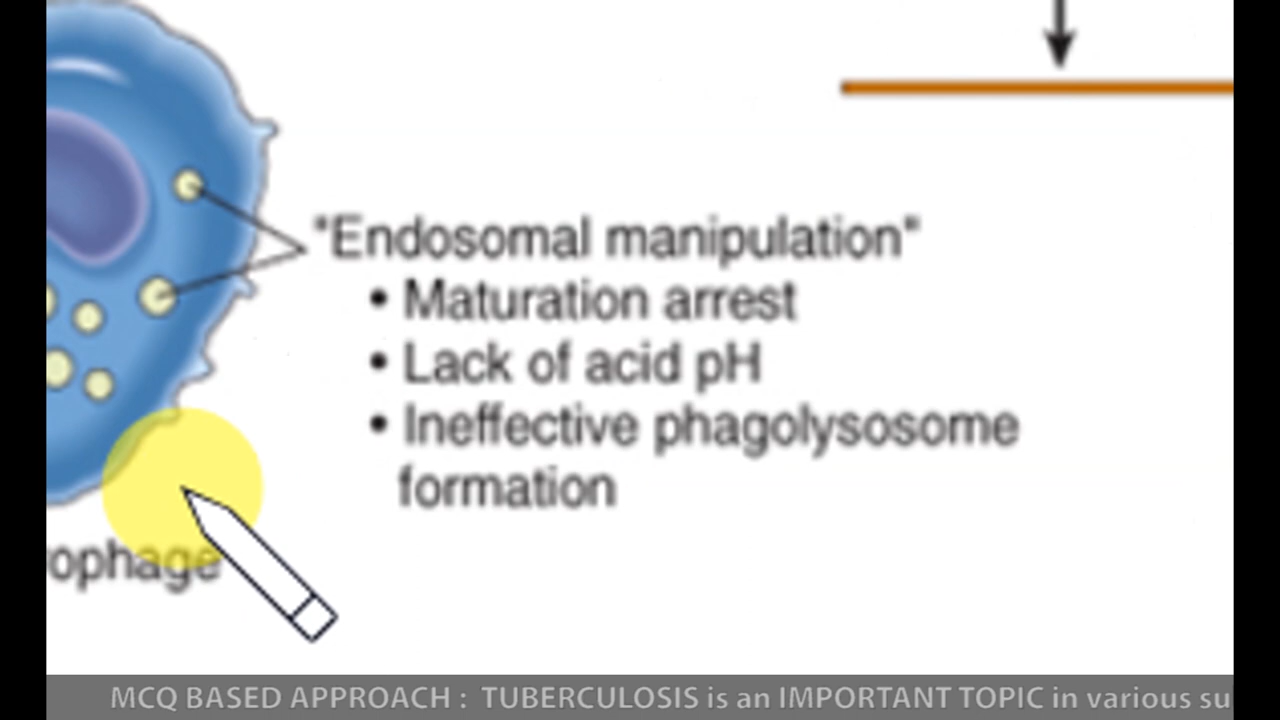 "Endosomal manipulation"
• Maturation arrest
• Lack of acid pH
• Ineffective phagolysosome
formation
rophage
MCQ BASED APPROACH : TUBERCULOSIS is an IMPORTANT TOPIC in various su